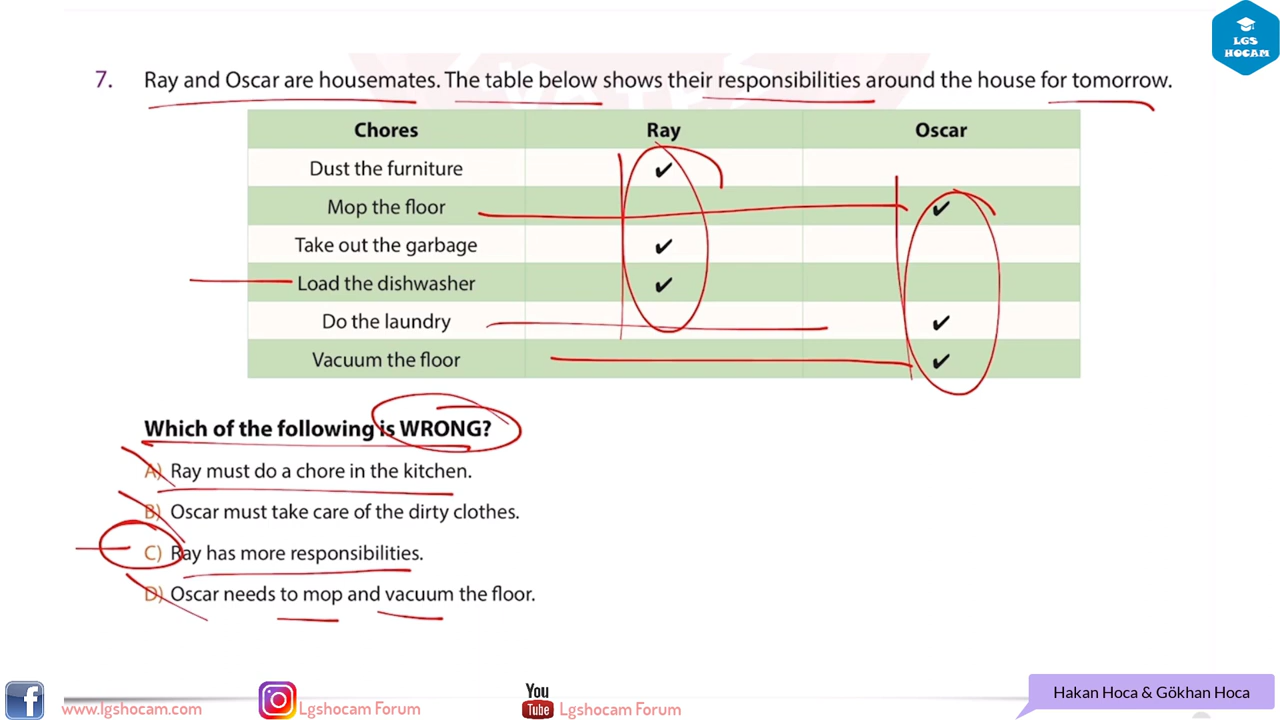 LGS
HOCAM
7. Ray and Oscar are housemates. The table below shows their responsibilities around the house for tomorrow.
Chores Ray Oscar
Dust the furniture ✔
Mop the floor ✔
Take out the garbage ✔
Load the dishwasher ✔
Do the laundry ✔
Vacuum the floor ✔
Which of the following is WRONG?
A) Ray must do a chore in the kitchen.
B) Oscar must take care of the dirty clothes.
C) Ray has more responsibilities.
D) Oscar needs to mop and vacuum the floor.
www.lgshocam.com
Lgshocam Forum
You
Tube
Lgshocam Forum
Hakan Hoca & Gökhan Hoca